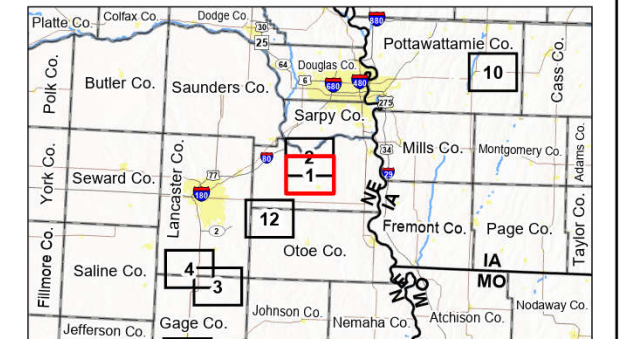 Platte Co.
Colfax Co.
Dodge Co.
30
25
880
Pottawattamie Co.
Polk Co.
Butler Co.
Saunders Co.
64
Douglas Co.
6
680
480
10
Cass Co.
275
Sarpy Co.
York Co.
Seward Co.
Lancaster Co.
77
80
2
1
34
Mills Co.
Montgomery Co.
Adams Co.
29
180
NE
IA
12
2
Otoe Co.
Fremont Co.
Page Co.
Taylor Co.
Fillmore Co.
Saline Co.
4
3
IA
MO
NE
MO
Johnson Co.
Nemaha Co.
Atchison Co.
Nodaway Co.
Jefferson Co.
Gage Co.